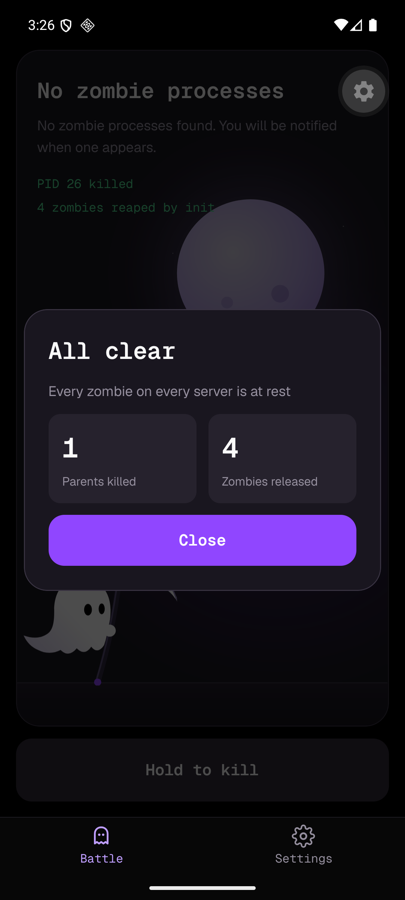 3:26
No zombie processes
No zombie processes found. You will be notified
when one appears.
PID 26 killed
4 zombies reaped by init
All clear
Every zombie on every server is at rest
1
Parents killed
4
Zombies released
Close
Hold to kill
Battle
Settings